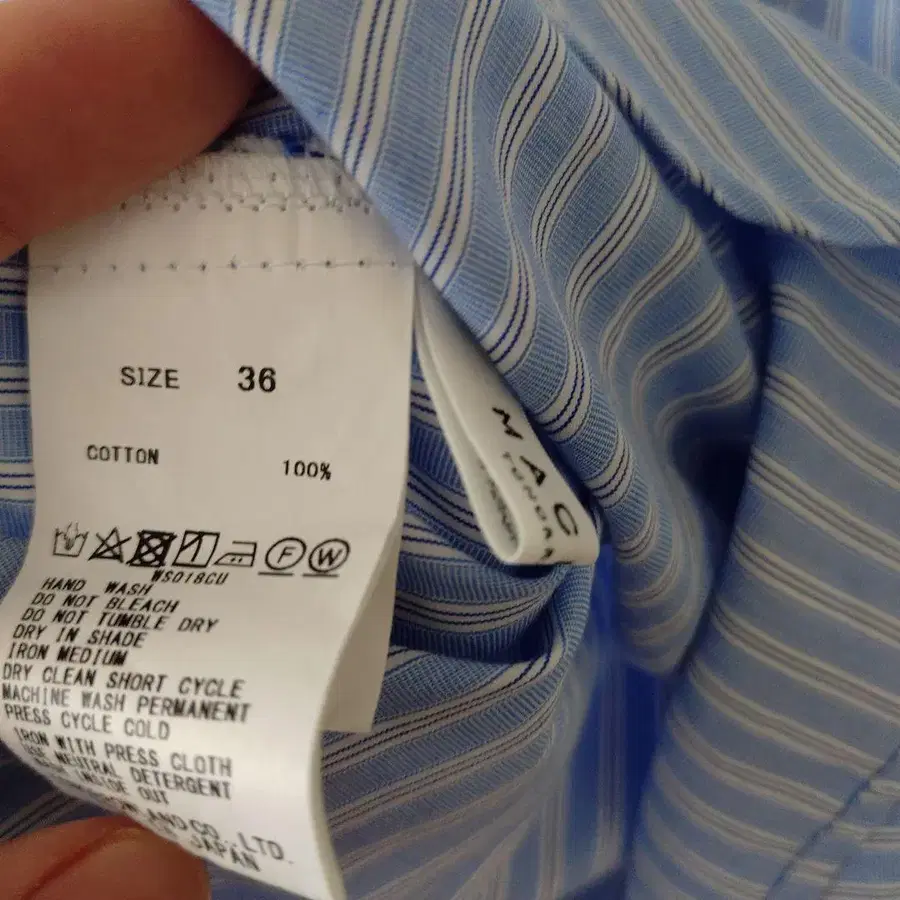 SIZE 36
COTTON 100%
F W
WS018CU
HAND WASH
DO NOT BLEACH
DO NOT TUMBLE DRY
DRY IN SHADE
IRON MEDIUM
DRY CLEAN SHORT CYCLE
MACHINE WASH PERMANENT
PRESS CYCLE COLD
IRON WITH PRESS CLOTH
USE NEUTRAL DETERGENT
INSIDE OUT
AND CO., LTD.
JAPAN
MAC